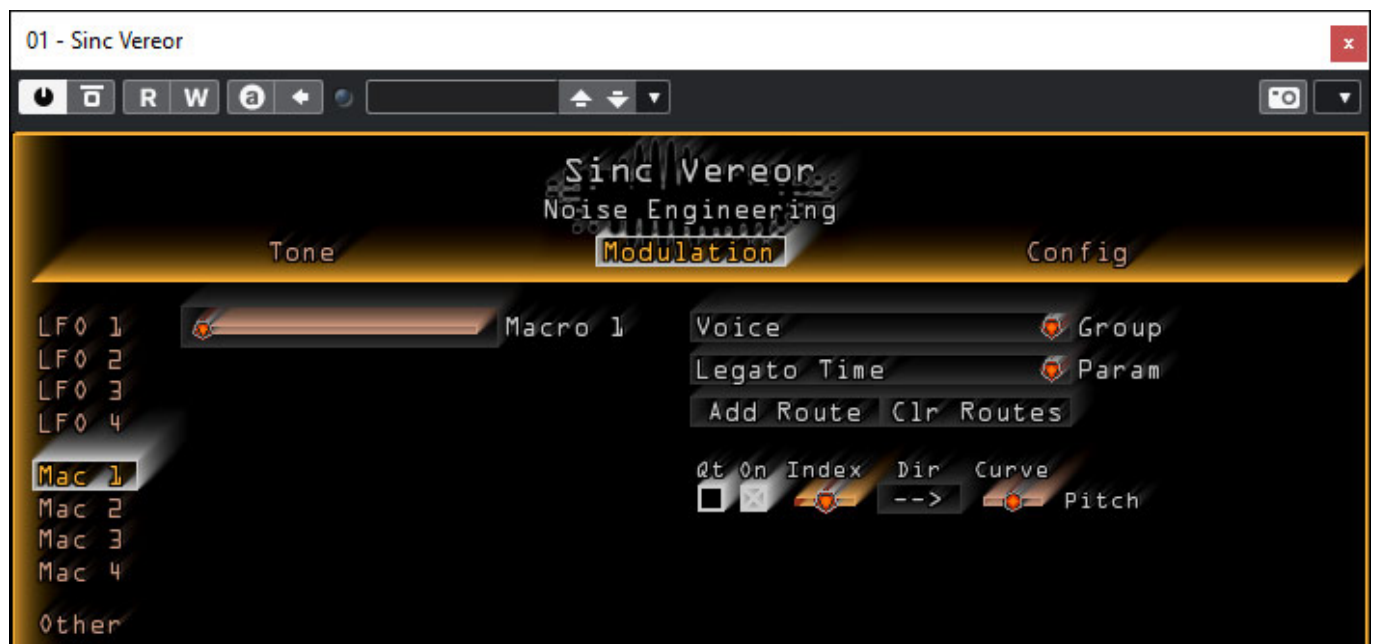 01 - Sinc Vereor
x
R W a
Sinc Vereor
Noise Engineering
Tone Modulation Config
LFO 1
LFO 2
LFO 3
LFO 4
Mac 1
Mac 2
Mac 3
Mac 4
Other
Macro 1
Voice Group
Legato Time Param
Add Route Clr Routes
Qt On Index Dir Curve
--> Pitch